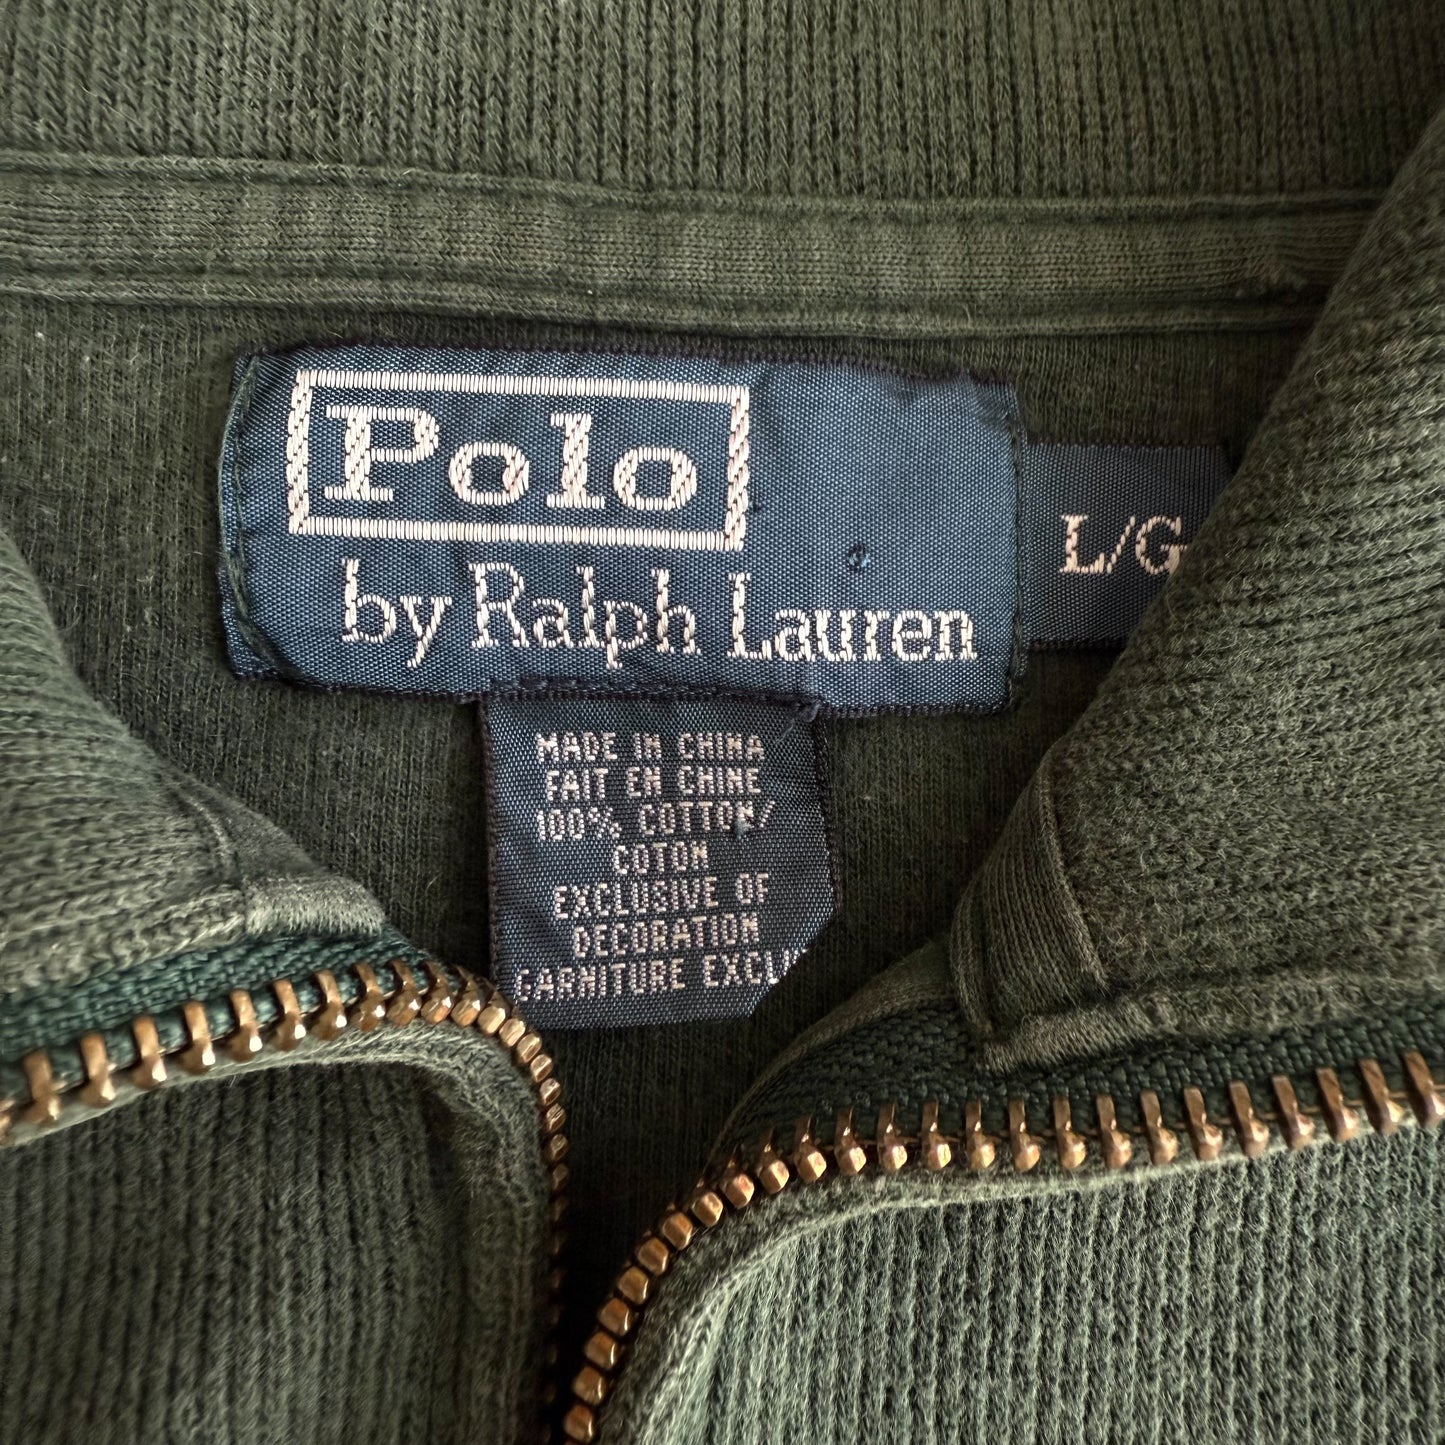 Polo
by Ralph Lauren
L/G
MADE IN CHINA
FAIT EN CHINE
100% COTTON/
COTON
EXCLUSIVE OF
DECORATION
GARNITURE EXCLU